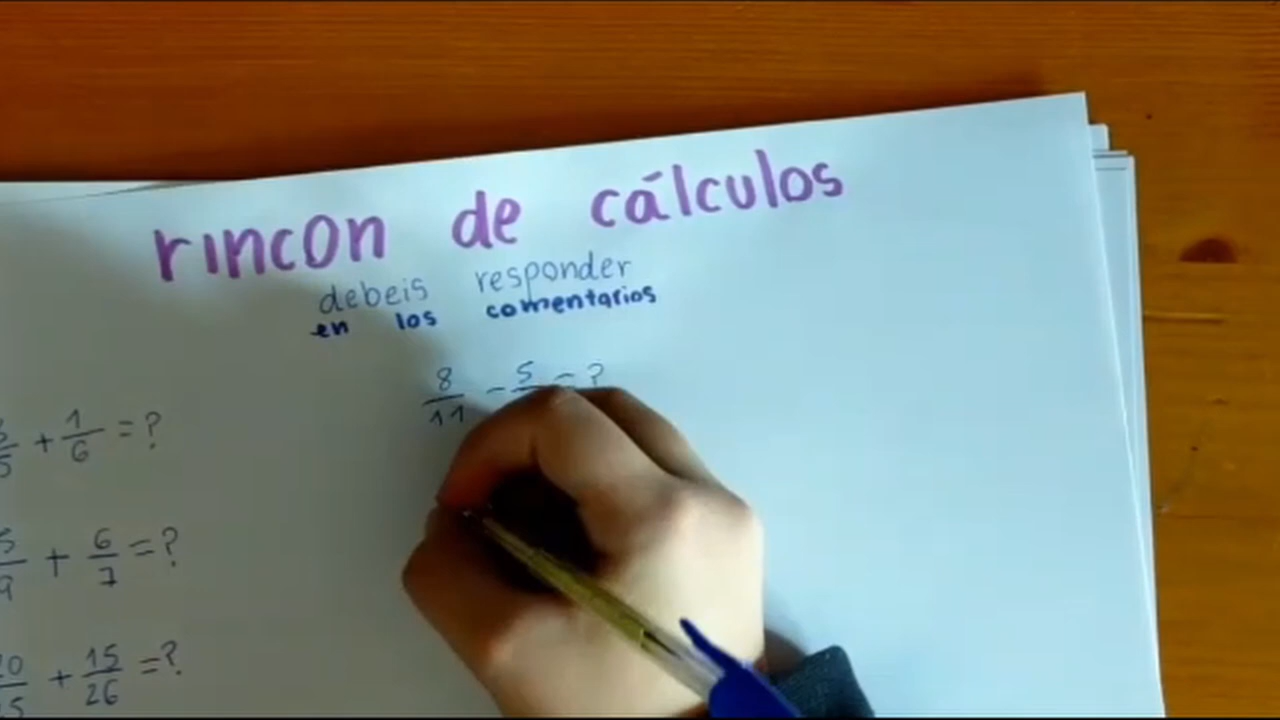 rincon de cálculos
debeis responder
en los comentarios
8/11 - 5 = ?
+ 1/6 = ?
+ 6/7 = ?
+ 15/26 = ?